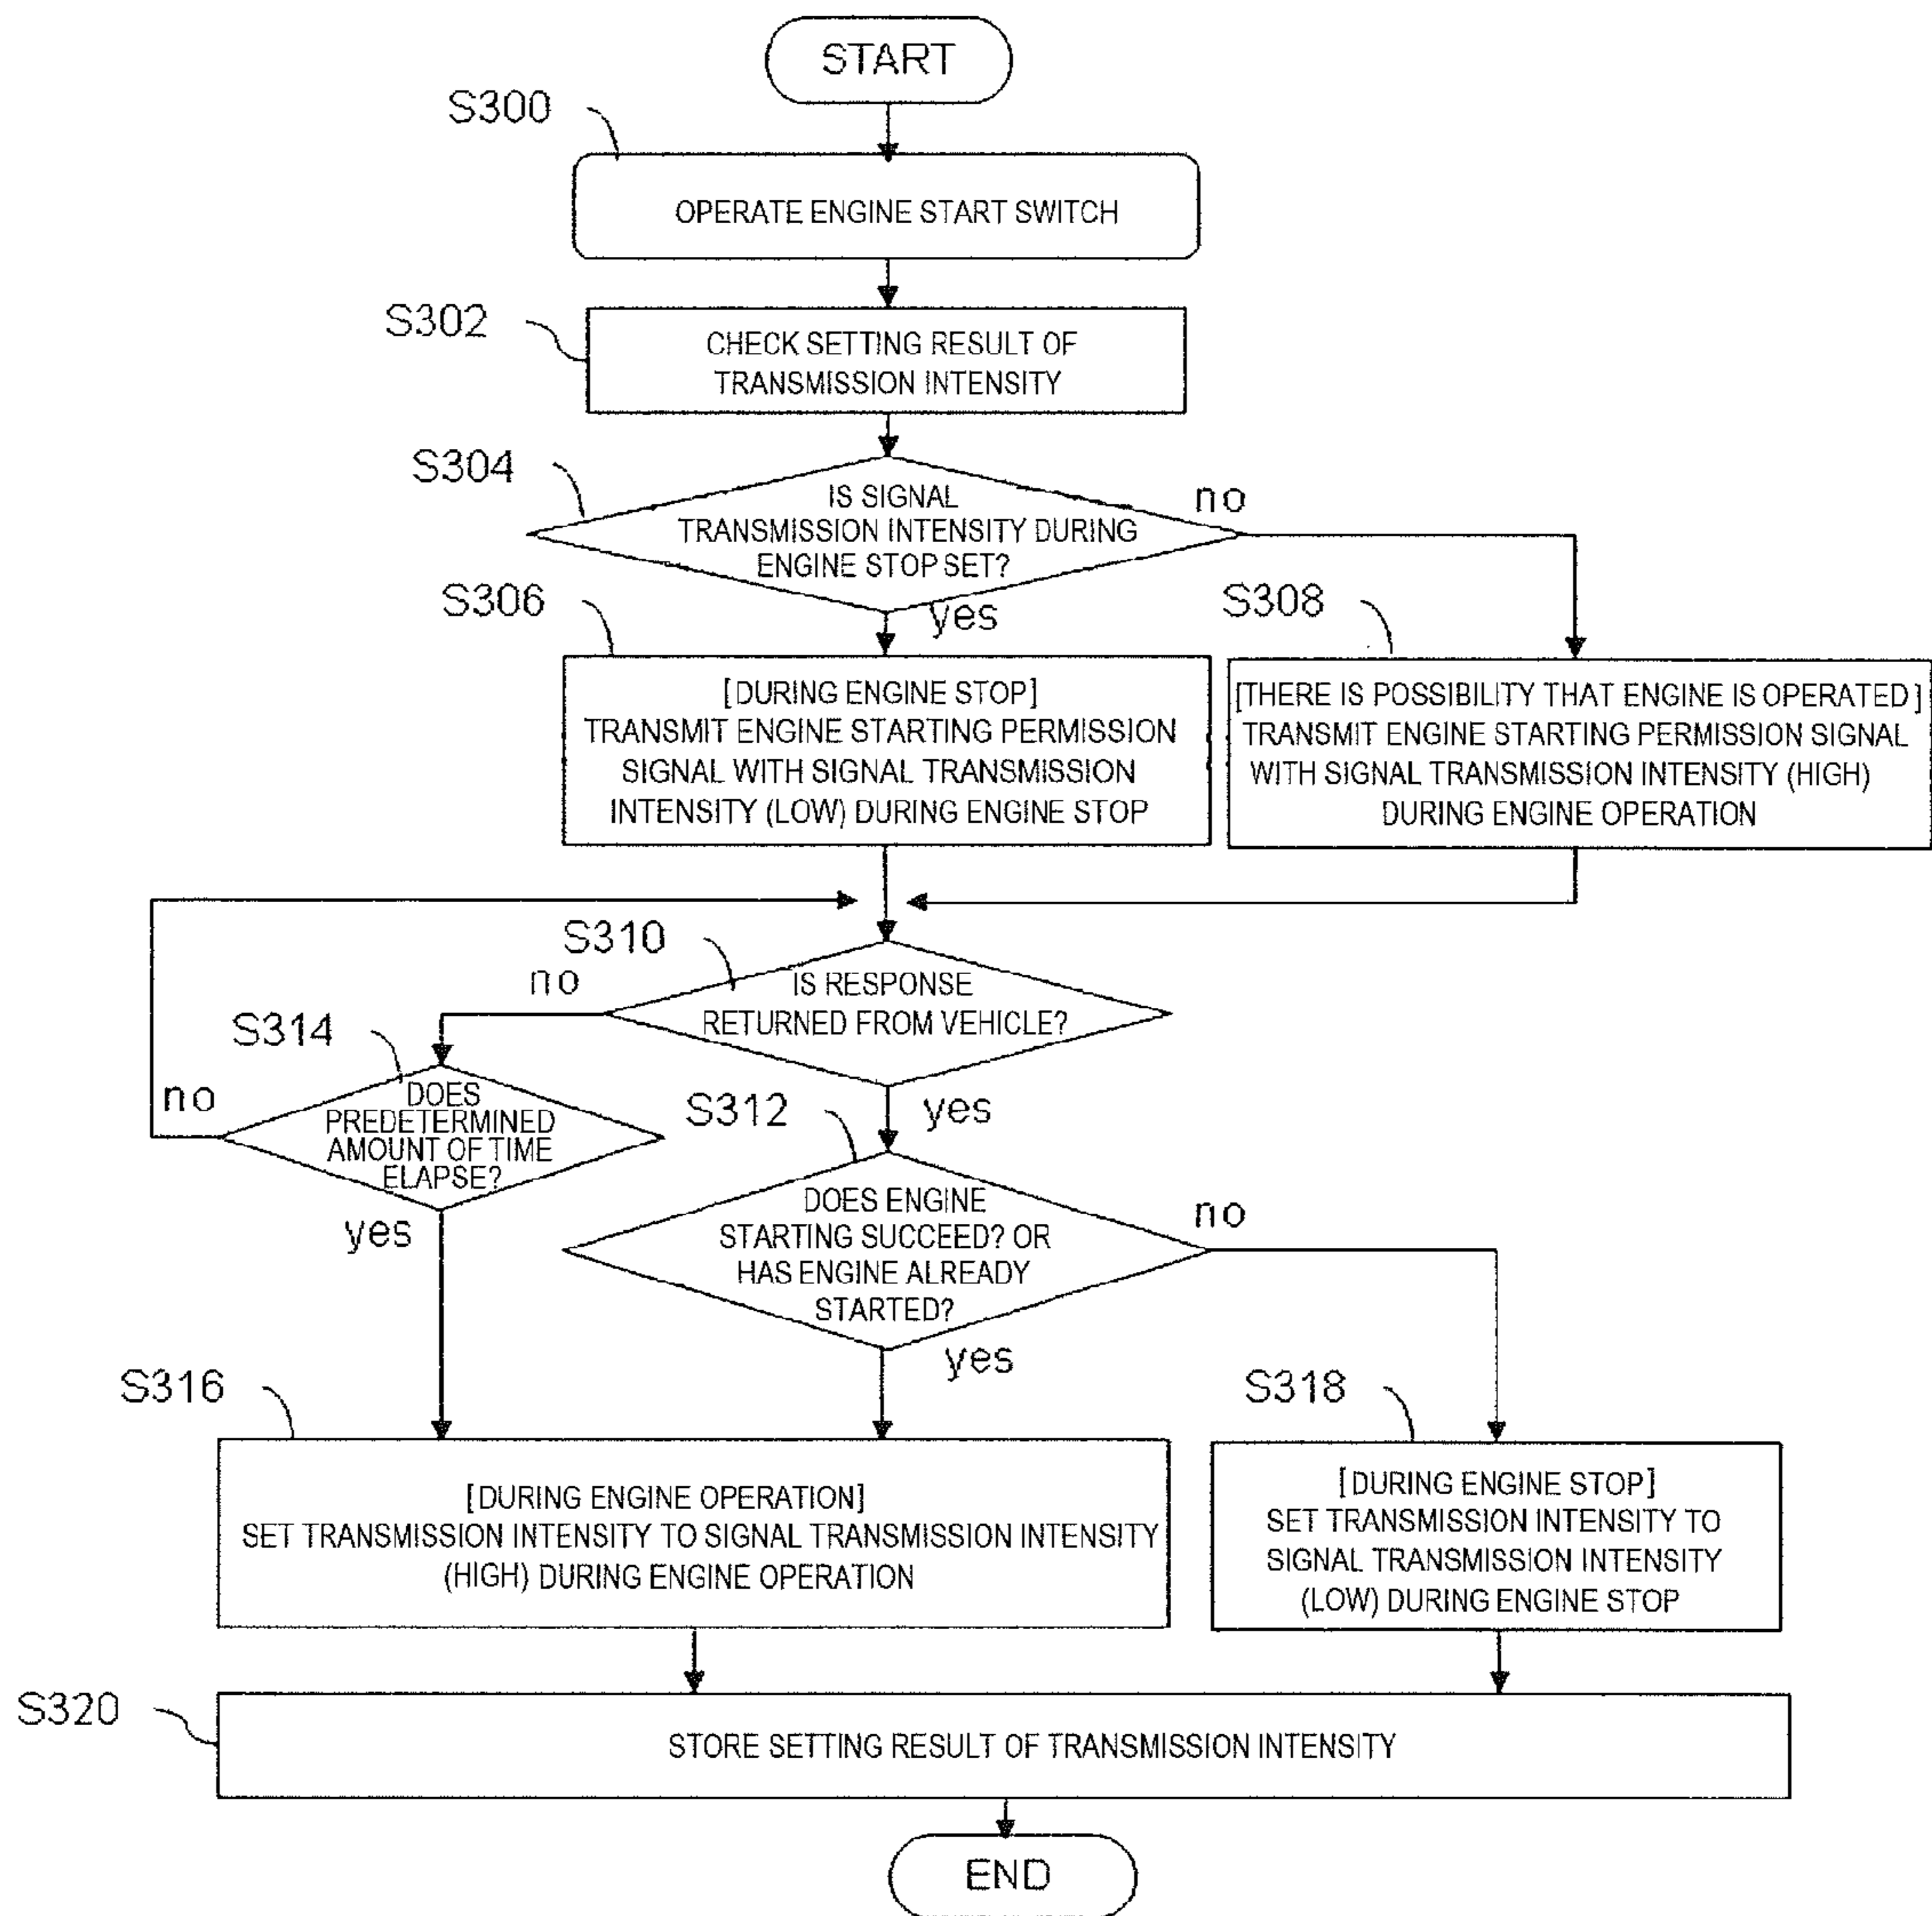 START
S300
OPERATE ENGINE START SWITCH
S302
CHECK SETTING RESULT OF
TRANSMISSION INTENSITY
S304
IS SIGNAL
TRANSMISSION INTENSITY DURING
ENGINE STOP SET?
no
yes
S306
[DURING ENGINE STOP]
TRANSMIT ENGINE STARTING PERMISSION
SIGNAL WITH SIGNAL TRANSMISSION
INTENSITY (LOW) DURING ENGINE STOP
S308
[THERE IS POSSIBILITY THAT ENGINE IS OPERATED]
TRANSMIT ENGINE STARTING PERMISSION SIGNAL
WITH SIGNAL TRANSMISSION INTENSITY (HIGH)
DURING ENGINE OPERATION
S310
IS RESPONSE
RETURNED FROM VEHICLE?
no
yes
S314
DOES
PREDETERMINED
AMOUNT OF TIME
ELAPSE?
no
yes
S312
DOES ENGINE
STARTING SUCCEED? OR
HAS ENGINE ALREADY
STARTED?
no
yes
S316
[DURING ENGINE OPERATION]
SET TRANSMISSION INTENSITY TO SIGNAL TRANSMISSION INTENSITY
(HIGH) DURING ENGINE OPERATION
S318
[DURING ENGINE STOP]
SET TRANSMISSION INTENSITY TO
SIGNAL TRANSMISSION INTENSITY
(LOW) DURING ENGINE STOP
S320
STORE SETTING RESULT OF TRANSMISSION INTENSITY
END